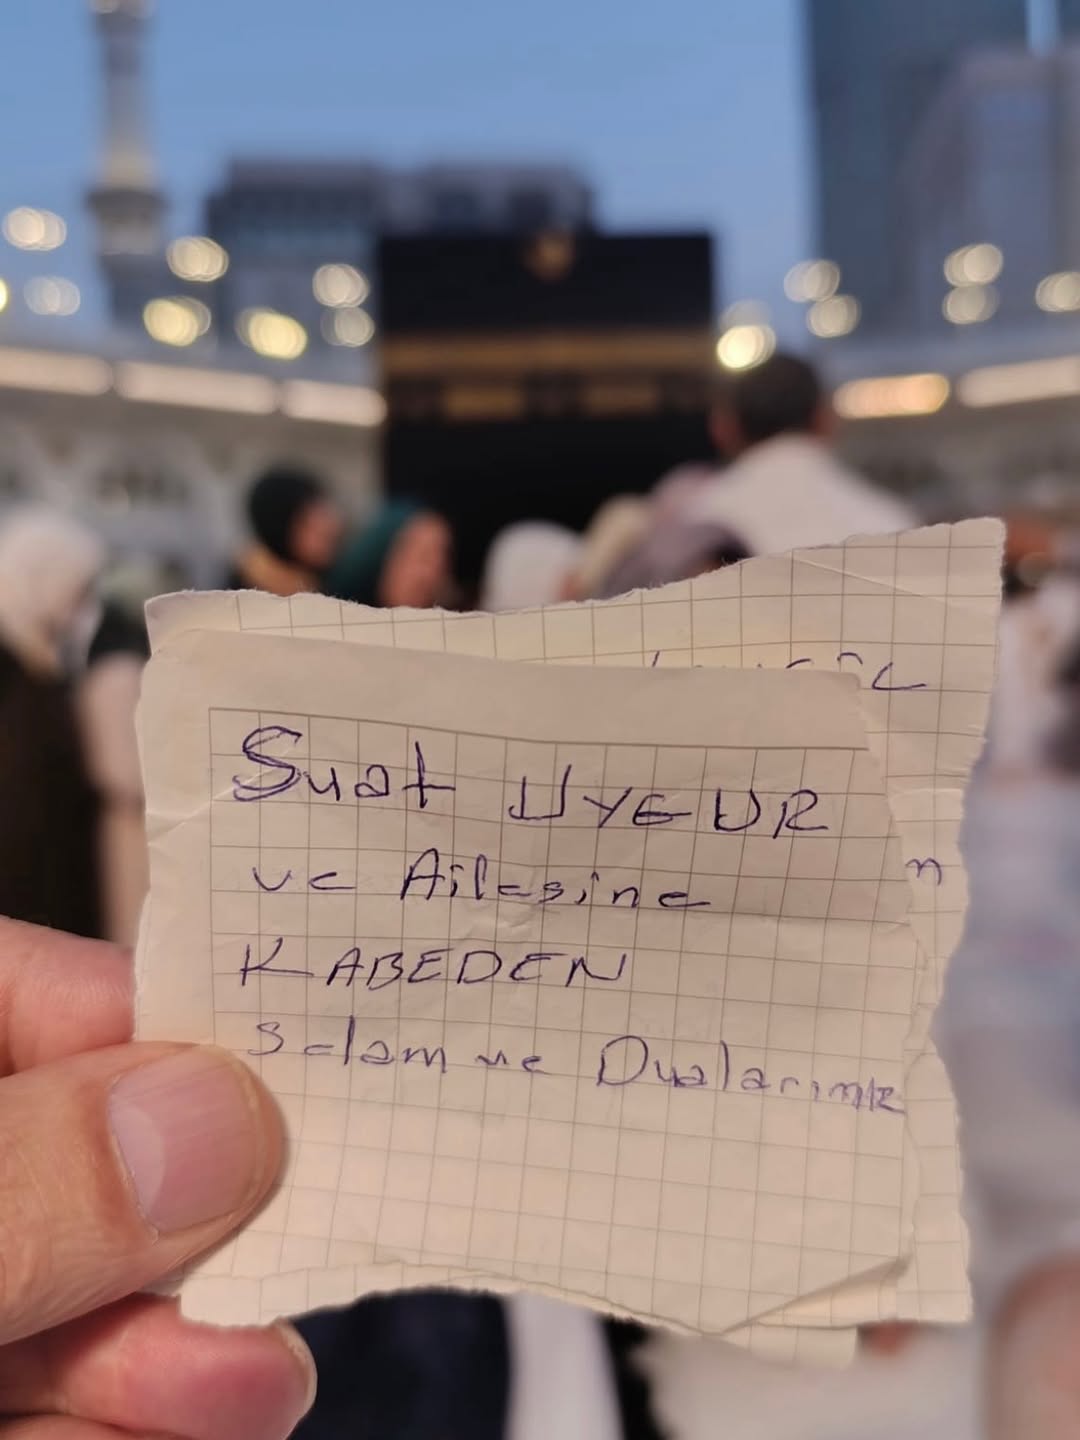 Suat UYGUR
ve Ailesine
KABEDEN
Selam ve Dualarımız